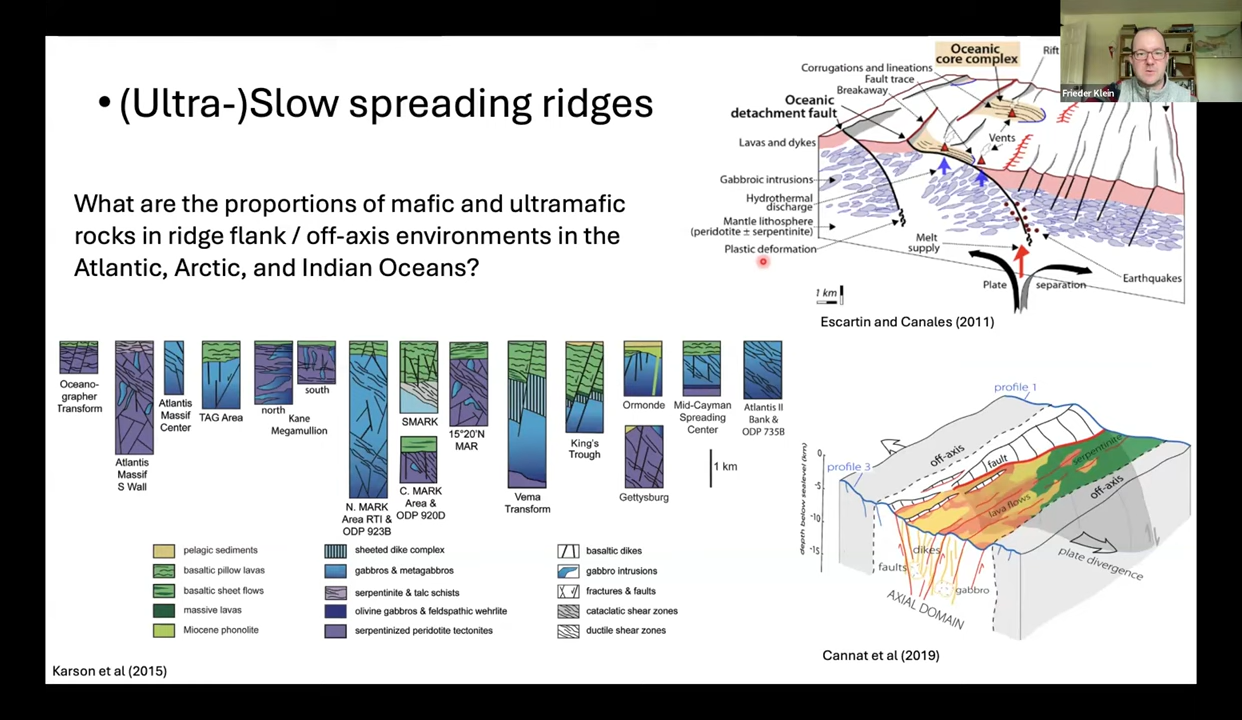 • (Ultra-)Slow spreading ridges
What are the proportions of mafic and ultramafic
rocks in ridge flank / off-axis environments in the
Atlantic, Arctic, and Indian Oceans?
Oceanic
core complex
Rift
Corrugations and lineations
Fault trace
Breakaway
Oceanic
detachment fault
Vents
Lavas and dykes
Gabbroic intrusions
Hydrothermal
discharge
Mantle lithosphere
(peridotite ± serpentinite)
Plastic deformation
Melt
supply
Plate
separation
Earthquakes
1 km
Escartin and Canales (2011)
Frieder Klein
Oceano-
grapher
Transform
Atlantis
Massif
S Wall
Atlantis
Massif
Center
TAG Area
north
south
Kane
Megamullion
N. MARK
Area RTI &
ODP 923B
SMARK
C. MARK
Area &
ODP 920D
15°20'N
MAR
Vema
Transform
King's
Trough
Ormonde
Gettysburg
Mid-Cayman
Spreading
Center
Atlantis II
Bank &
ODP 735B
1 km
pelagic sediments
basaltic pillow lavas
basaltic sheet flows
massive lavas
Miocene phonolite
sheeted dike complex
gabbros & metagabbros
serpentinite & talc schists
olivine gabbros & feldspathic wehrlite
serpentinized peridotite tectonites
basaltic dikes
gabbro intrusions
fractures & faults
cataclatic shear zones
ductile shear zones
Karson et al (2015)
profile 1
profile 3
off-axis
fault
serpentinite
off-axis
lava flows
dikes
faults
gabbro
AXIAL DOMAIN
plate divergence
depth below sealevel (km)
0
-5
-10
-15
Cannat et al (2019)